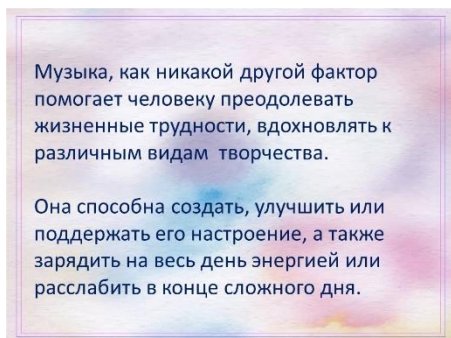 Музыка, как никакой другой фактор
помогает человеку преодолевать
жизненные трудности, вдохновлять к
различным видам  творчества.
Она способна создать, улучшить или
поддержать его настроение, а также
зарядить на весь день энергией или
расслабить в конце сложного дня.